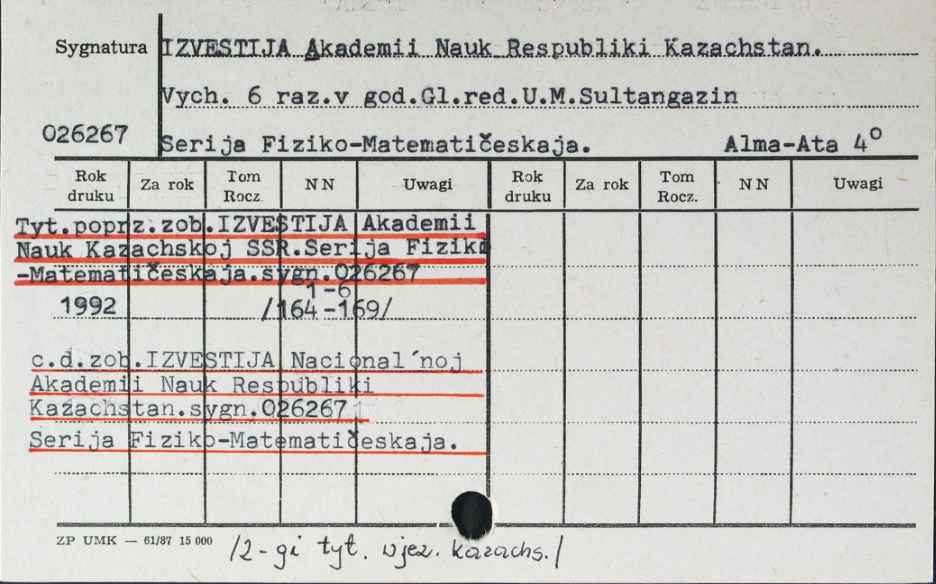 Sygnatura IZVESTIJA Akademii Nauk Respubliki Kazachstan.
Vych. 6 raz.v god.Gl.red.U.M.Sultangazin
026267 Serija Fiziko-Matematičeskaja. Alma-Ata 4⁰
Rok druku Za rok Tom Rocz. NN Uwagi Rok druku Za rok Tom Rocz. NN Uwagi
Tyt.poprz.zob.IZVESTIJA Akademii
Nauk Kazachskoj SSR.Serija Fiziko
-Matematičeskaja.sygn.026267
1-6
1992 /164-169/
c.d.zob.IZVESTIJA Nacional´noj
Akademii Nauk Respubliki
Kazachstan.sygn.026267
Serija Fiziko-Matematičeskaja.
ZP UMK — 61/87 15 000
/2-gi tyt. w jęz. kazachs./